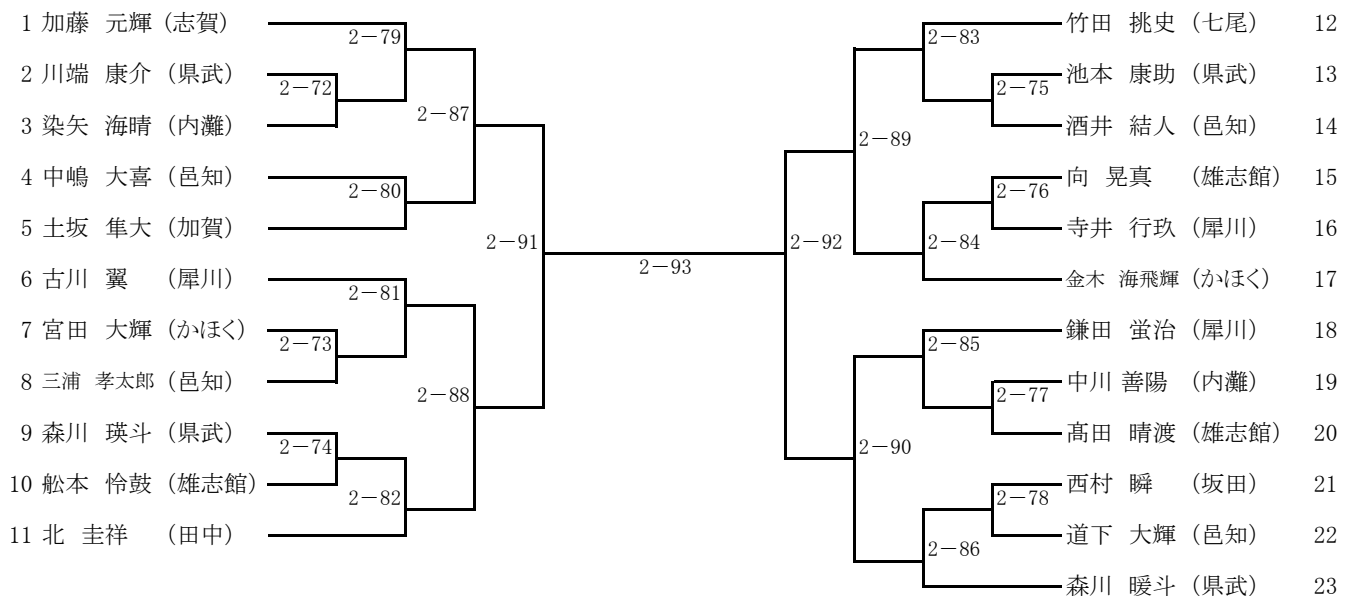 1 加藤 元輝 (志賀)
2 川端 康介 (県武)
3 染矢 海晴 (内灘)
4 中嶋 大喜 (邑知)
5 土坂 隼大 (加賀)
6 古川 翼 (犀川)
7 宮田 大輝 (かほく)
8 三浦 孝太郎 (邑知)
9 森川 瑛斗 (県武)
10 舩本 怜鼓 (雄志館)
11 北 圭祥 (田中)
2-79
2-72
2-87
2-80
2-91
2-81
2-73
2-88
2-74
2-82
2-93
2-83
2-75
2-89
2-76
2-92
2-84
2-85
2-77
2-90
2-78
2-86
竹田 挑史 (七尾) 12
池本 康助 (県武) 13
酒井 結人 (邑知) 14
向 晃真 (雄志館) 15
寺井 行玖 (犀川) 16
金木 海飛輝 (かほく) 17
鎌田 蛍治 (犀川) 18
中川 善陽 (内灘) 19
髙田 晴渡 (雄志館) 20
西村 瞬 (坂田) 21
道下 大輝 (邑知) 22
森川 暖斗 (県武) 23